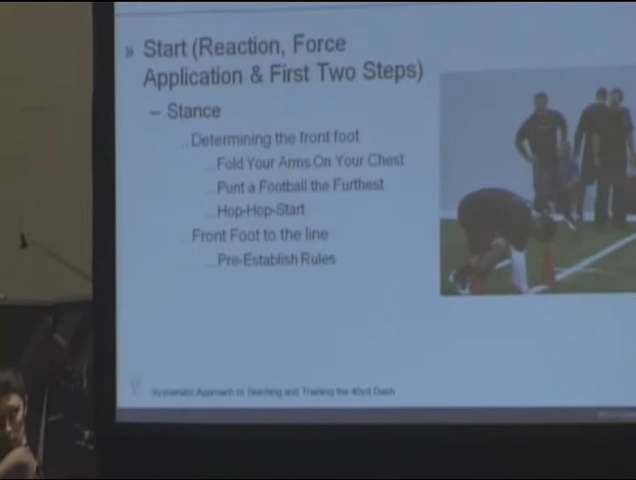 » Start (Reaction, Force
Application & First Two Steps)
– Stance
Determining the front foot
Fold Your Arms On Your Chest
Punt a Football the Furthest
Hop-Hop-Start
Front Foot to the line
Pre-Establish Rules
Systematic Approach to Teaching and Training the 40yd Dash